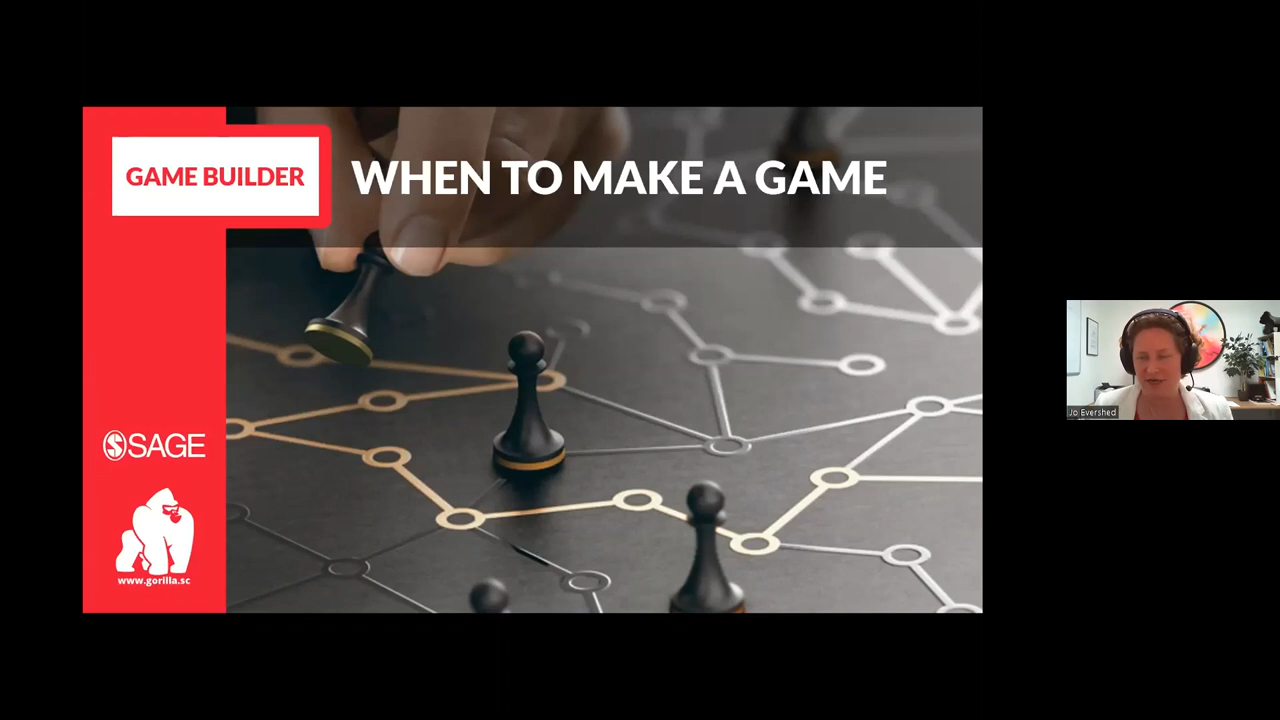 GAME BUILDER
WHEN TO MAKE A GAME
SAGE
www.gorilla.sc
Jo Evershed